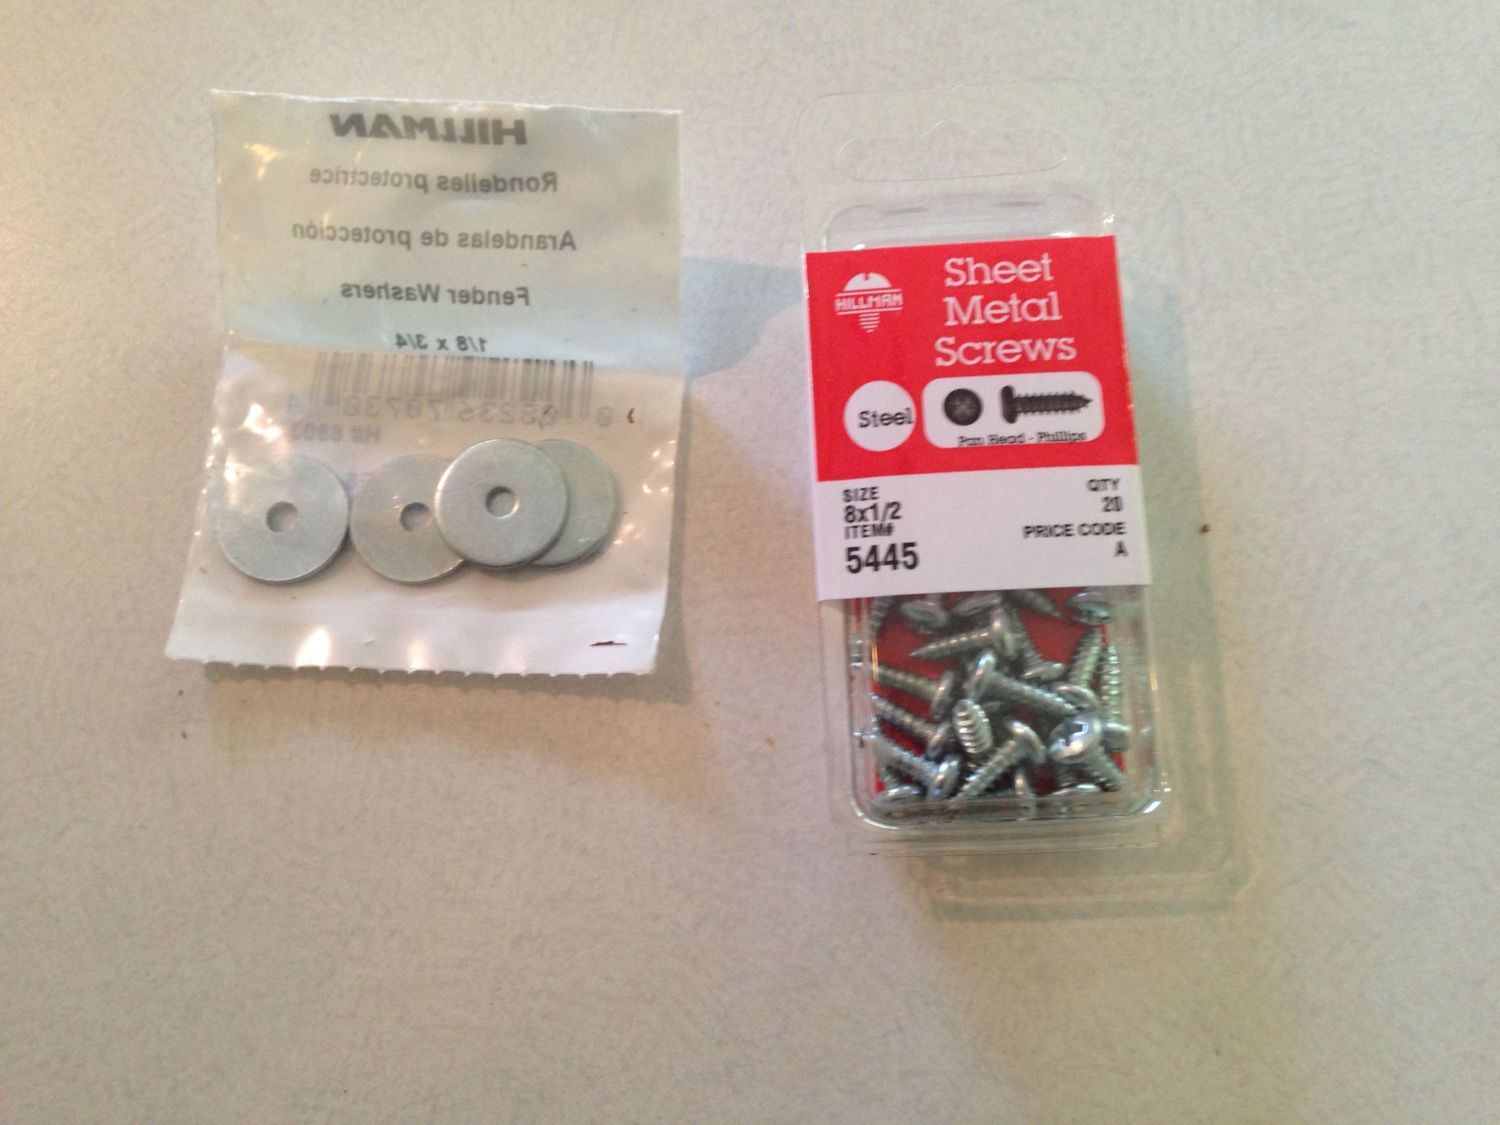 HILLMAN
Rondelles protectrice
Arandelas de protección
Fender Washers
1/8 x 3/4
HILLMAN
Sheet
Metal
Screws
Steel
Pan Head - Phillips
SIZE
8x1/2
ITEM#
5445
QTY
20
PRICE CODE
A